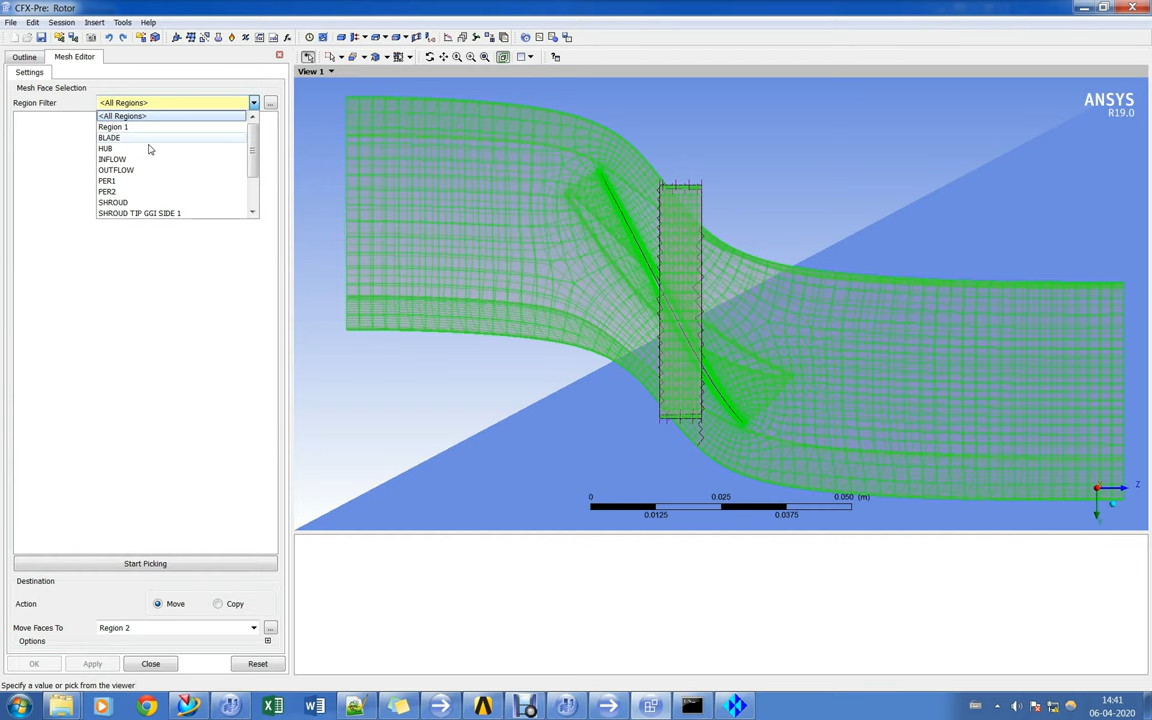 CFX-Pre: Rotor
File Edit Session Insert Tools Help
Outline Mesh Editor
Settings
View 1
Mesh Face Selection
Region Filter <All Regions>
<All Regions>
Region 1
BLADE
HUB
INFLOW
OUTFLOW
PER1
PER2
SHROUD
SHROUD TIP GGI SIDE 1
ANSYS
R19.0
0 0.025 0.050 (m)
0.0125 0.0375
Z
Y
Start Picking
Destination
Action Move Copy
Move Faces To Region 2
Options
OK Apply Close Reset
Specify a value or pick from the viewer
14:41
06-04-2020